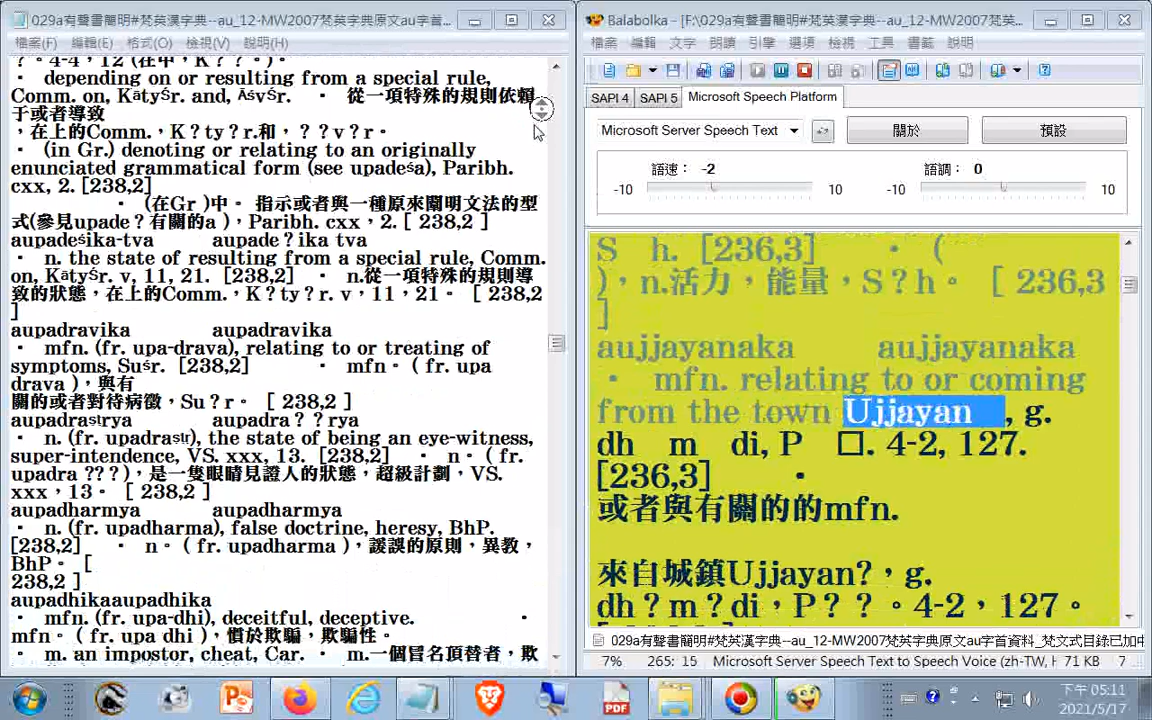 029a有聲書簡明#梵英漢字典--au_12-MW2007梵英字典原文au字首...
檔案(F) 編輯(E) 格式(O) 檢視(V) 說明(H)
depending on or resulting from a special rule,
Comm. on, KātyŚr. and, ĀśvŚr. ・ 從一項特殊的規則依賴
于或者導致
，在上的Comm.，K？ty？r.和，？？v？r。
・ (in Gr.) denoting or relating to an originally
enunciated grammatical form (see upadeśa), Paribh.
cxx, 2. [238,2]
・ (在Gr )中。 指示或者與一種原來闡明文法的型
式(參見upade？有關的a )，Paribh. cxx，2. [ 238,2 ]
aupadeśika-tva aupade？ika tva
・ n. the state of resulting from a special rule, Comm.
on, KātyŚr. v, 11, 21. [238,2] ・ n.從一項特殊的規則導
致的狀態，在上的Comm.，K？ty？r. v，11，21。 [ 238,2
]
aupadravika aupadravika
・ mfn. (fr. upa-drava), relating to or treating of
symptoms, Suśr. [238,2] ・ mfn。( fr. upa
drava )，與有
關的或者對待病徵，Su？r。 [ 238,2 ]
aupadraṣṭrya aupadra？？rya
・ n. (fr. upadraṣṭṛ), the state of being an eye-witness,
super-intendence, VS. xxx, 13. [238,2] ・ n。( fr.
upadra ???)，是一隻眼睛見證人的狀態，超級計劃，VS.
xxx，13。 [ 238,2 ]
aupadharmya aupadharmya
・ n. (fr. upadharma), false doctrine, heresy, BhP.
[238,2] ・ n。( fr. upadharma )，謬誤的原則，異教，
BhP。 [
238,2 ]
aupadhikaaupadhika
・ mfn. (fr. upa-dhi), deceitful, deceptive. ・
mfn。( fr. upa dhi )，慣於欺騙，欺騙性。
・ m. an impostor, cheat, Car. ・ m.一個冒名頂替者，欺
Balabolka - [F:\029a有聲書簡明#梵英漢字典--au_12-MW2007梵英...
檔案 編輯 文字 朗讀 引擎 選項 檢視 工具 書籤 說明
SAPI 4 SAPI 5 Microsoft Speech Platform
Microsoft Server Speech Text 關於 預設
語速： -2 語調： 0
-10 10 -10 10
S h. [236,3] ・ (
)，n.活力，能量，S？h。 [ 236,3
]
aujjayanaka aujjayanaka
・ mfn. relating to or coming
from the town Ujjayan , g.
dh m di, P □. 4-2, 127.
[236,3] ・
或者與有關的的mfn.
來自城鎮Ujjayan?，g.
dh？m？di，P？？。4-2，127。
029a有聲書簡明#梵英漢字典--au_12-MW2007梵英字典原文au字首資料_梵文式目錄已加中
7% 265: 15 Microsoft Server Speech Text to Speech Voice (zh-TW, H 71 KB 7
PDF
下午 05:11
2021/5/17